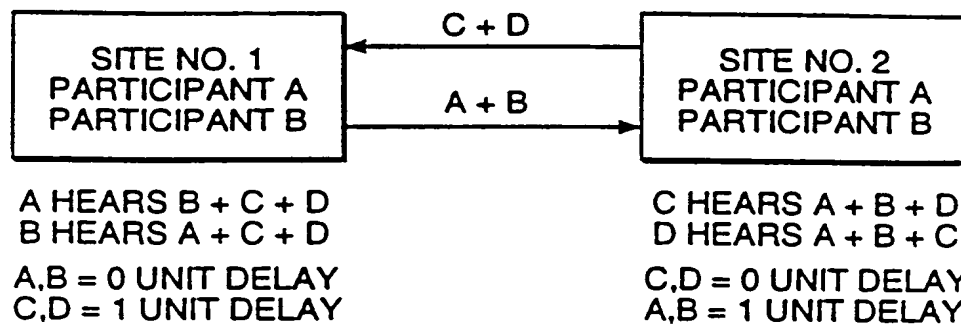 C + D
SITE NO. 1
PARTICIPANT A
PARTICIPANT B
A + B
SITE NO. 2
PARTICIPANT A
PARTICIPANT B
A HEARS B + C + D
B HEARS A + C + D
A,B = 0 UNIT DELAY
C,D = 1 UNIT DELAY
C HEARS A + B + D
D HEARS A + B + C
C,D = 0 UNIT DELAY
A,B = 1 UNIT DELAY